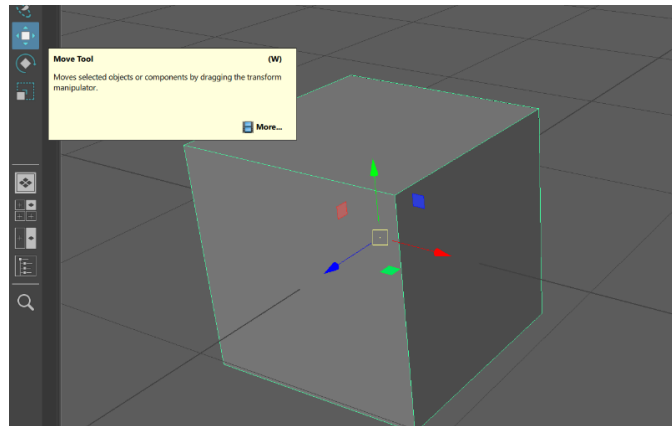 Move Tool (W)
Moves selected objects or components by dragging the transform
manipulator.
More...